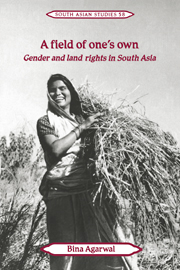 SOUTH ASIAN STUDIES 58
A field of one's own
Gender and land rights in South Asia
Bina Agarwal